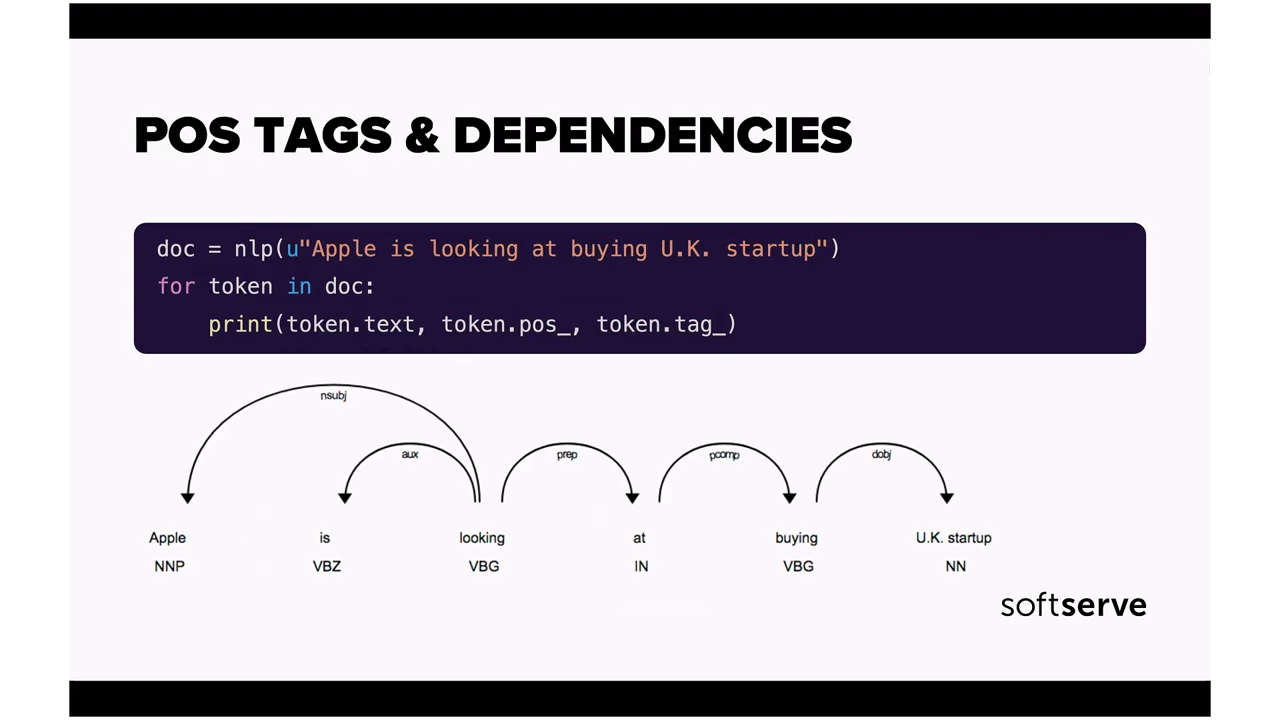 POS TAGS & DEPENDENCIES
doc = nlp(u"Apple is looking at buying U.K. startup")
for token in doc:
    print(token.text, token.pos_, token.tag_)
nsubj
aux prep pcomp dobj
Apple is looking at buying U.K. startup
NNP VBZ VBG IN VBG NN
softserve